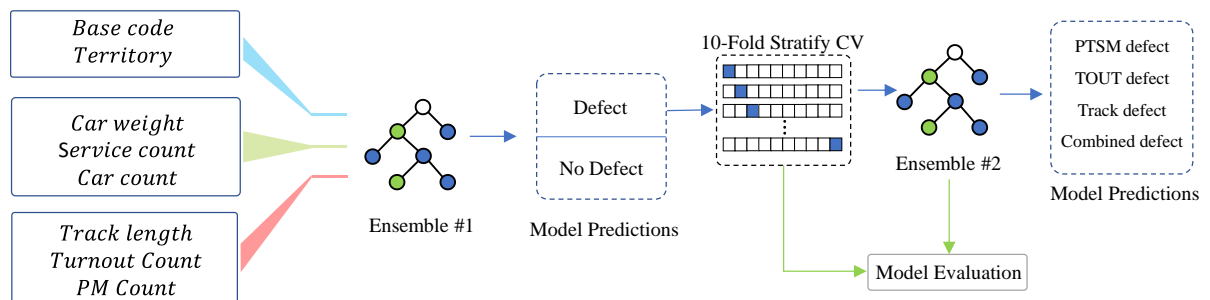 Base code
Territory
Car weight
Service count
Car count
Track length
Turnout Count
PM Count
Ensemble #1
Defect
No Defect
Model Predictions
10-Fold Stratify CV
Ensemble #2
PTSM defect
TOUT defect
Track defect
Combined defect
Model Predictions
Model Evaluation